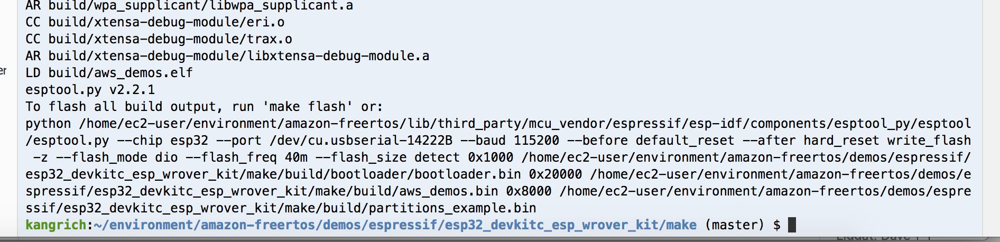 AR build/wpa_supplicant/libwpa_supplicant.a
CC build/xtensa-debug-module/eri.o
CC build/xtensa-debug-module/trax.o
AR build/xtensa-debug-module/libxtensa-debug-module.a
er
LD build/aws_demos.elf
esptool.py v2.2.1
To flash all build output, run 'make flash' or:
python /home/ec2-user/environment/amazon-freertos/lib/third_party/mcu_vendor/espressif/esp-idf/components/esptool_py/esptool
/esptool.py --chip esp32 --port /dev/cu.usbserial-14222B --baud 115200 --before default_reset --after hard_reset write_flash
-z --flash_mode dio --flash_freq 40m --flash_size detect 0x1000 /home/ec2-user/environment/amazon-freertos/demos/espressif/
esp32_devkitc_esp_wrover_kit/make/build/bootloader/bootloader.bin 0x20000 /home/ec2-user/environment/amazon-freertos/demos/e
spressif/esp32_devkitc_esp_wrover_kit/make/build/aws_demos.bin 0x8000 /home/ec2-user/environment/amazon-freertos/demos/espre
ssif/esp32_devkitc_esp_wrover_kit/make/build/partitions_example.bin
kangrich:~/environment/amazon-freertos/demos/espressif/esp32_devkitc_esp_wrover_kit/make (master) $